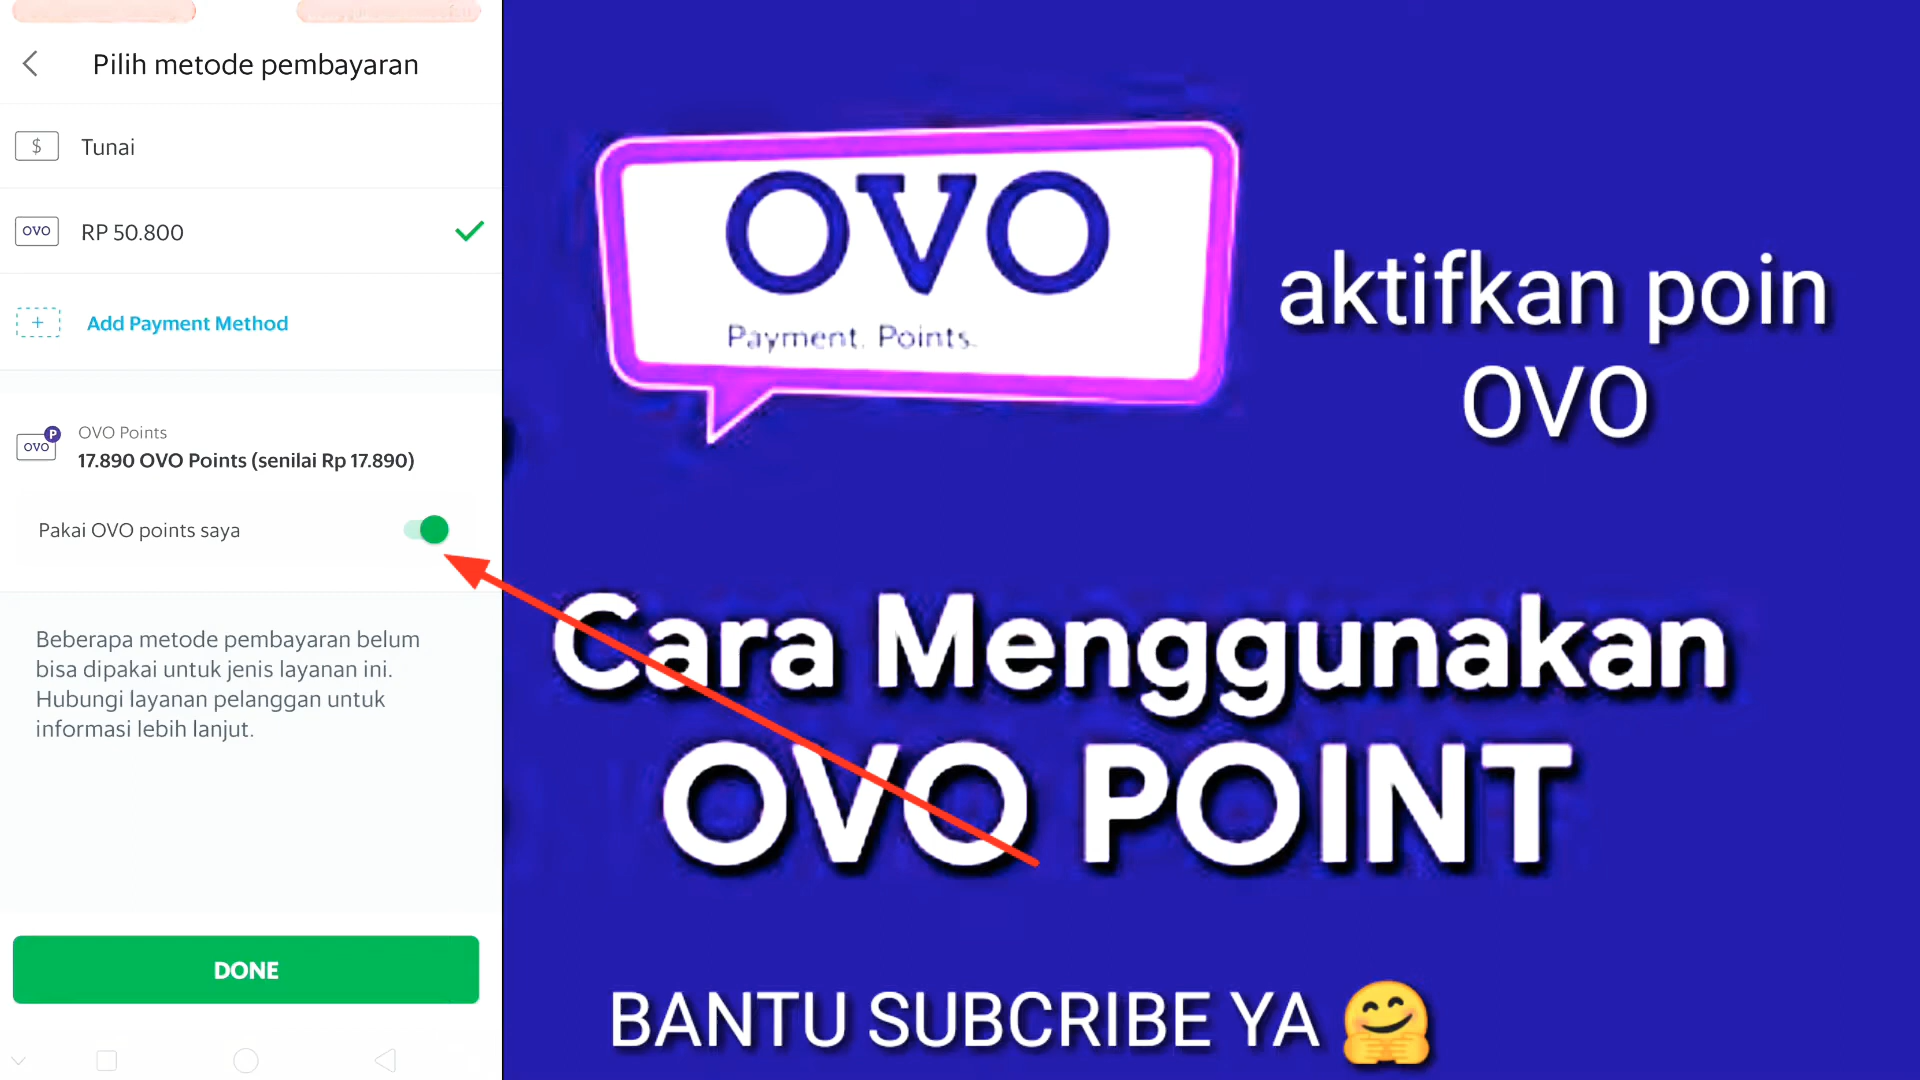 Pilih metode pembayaran
$ Tunai
OVO RP 50.800
+ Add Payment Method
OVO P OVO Points
17.890 OVO Points (senilai Rp 17.890)
Pakai OVO points saya
Beberapa metode pembayaran belum
bisa dipakai untuk jenis layanan ini.
Hubungi layanan pelanggan untuk
informasi lebih lanjut.
DONE
OVO
Payment. Points.
aktifkan poin
OVO
Cara Menggunakan
OVO POINT
BANTU SUBCRIBE YA 🤗